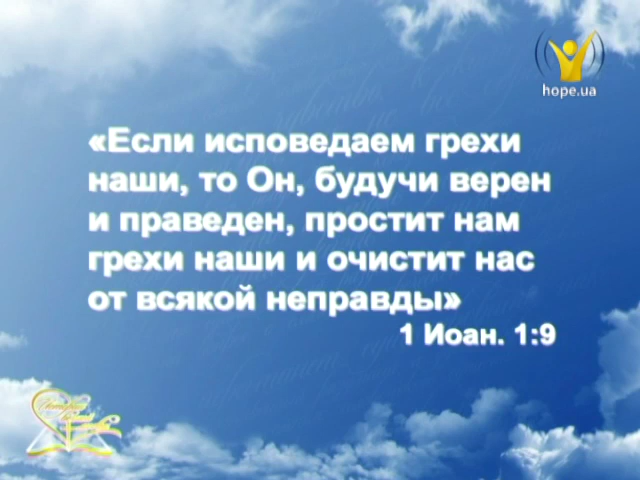 hope.ua
«Если исповедаем грехи
наши, то Он, будучи верен
и праведен, простит нам
грехи наши и очистит нас
от всякой неправды»
1 Иоан. 1:9